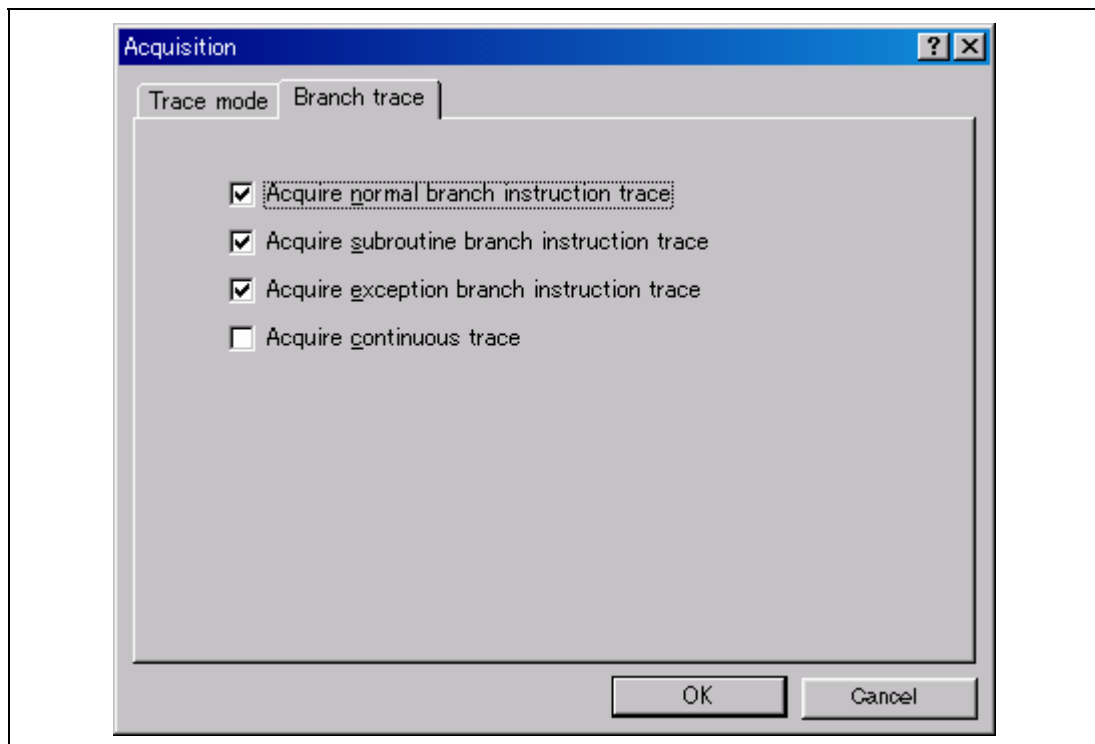 Acquisition
Trace mode Branch trace
Acquire normal branch instruction trace
Acquire subroutine branch instruction trace
Acquire exception branch instruction trace
Acquire continuous trace
OK Cancel